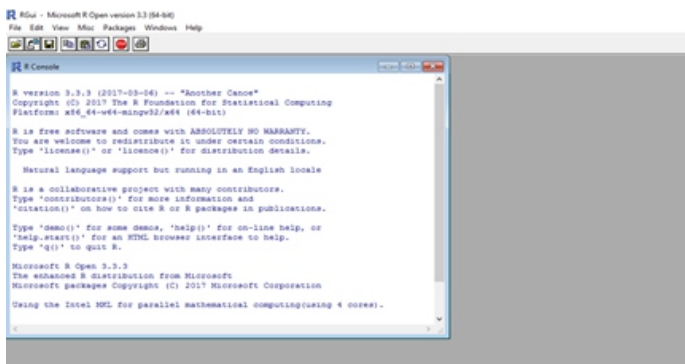 RGui - Microsoft R Open version 3.3 (64-bit)
File Edit View Misc Packages Windows Help
R Console
R version 3.3.3 (2017-03-06) -- "Another Canoe"
Copyright (C) 2017 The R Foundation for Statistical Computing
Platform: x86_64-w64-mingw32/x64 (64-bit)
R is free software and comes with ABSOLUTELY NO WARRANTY.
You are welcome to redistribute it under certain conditions.
Type 'license()' or 'licence()' for distribution details.
Natural language support but running in an English locale
R is a collaborative project with many contributors.
Type 'contributors()' for more information and
'citation()' on how to cite R or R packages in publications.
Type 'demo()' for some demos, 'help()' for on-line help, or
'help.start()' for an HTML browser interface to help.
Type 'q()' to quit R.
Microsoft R Open 3.3.3
The enhanced R distribution from Microsoft
Microsoft packages Copyright (C) 2017 Microsoft Corporation
Using the Intel MKL for parallel mathematical computing(using 4 cores).